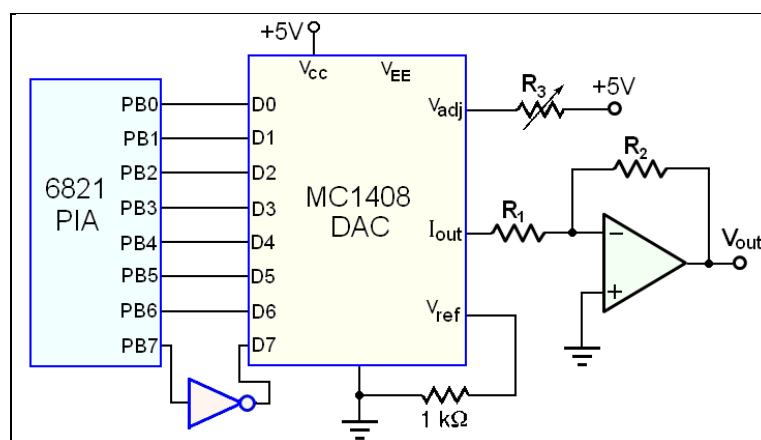 +5V
VCC
VEE
6821
PIA
PB0
PB1
PB2
PB3
PB4
PB5
PB6
PB7
D0
D1
D2
D3
D4
D5
D6
D7
MC1408
DAC
Vadj
Iout
Vref
R3
+5V
R1
R2
−
+
Vout
1 kΩ